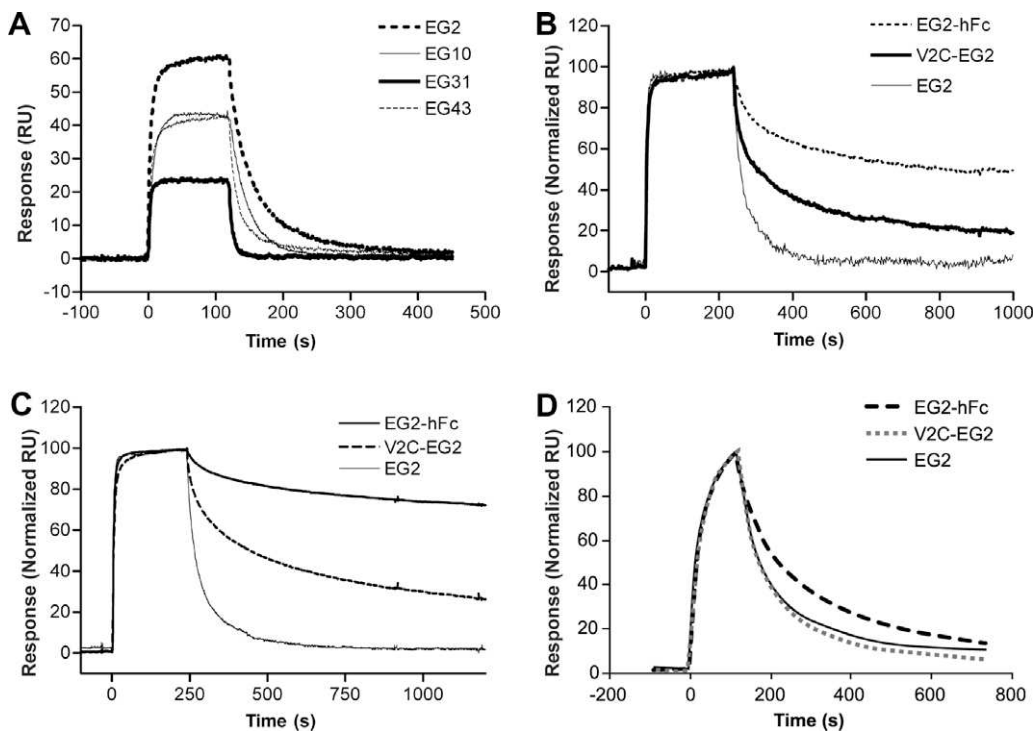 A
EG2
EG10
EG31
EG43
Response (RU)
70
60
50
40
30
20
10
0
-10
-100 0 100 200 300 400 500
Time (s)
B
EG2-hFc
V2C-EG2
EG2
Response (Normalized RU)
120
100
80
60
40
20
0
0 200 400 600 800 1000
Time (s)
C
EG2-hFc
V2C-EG2
EG2
Response (Normalized RU)
120
100
80
60
40
20
0
0 250 500 750 1000
Time (s)
D
EG2-hFc
V2C-EG2
EG2
Response (Normalized RU)
120
100
80
60
40
20
0
-200 0 200 400 600 800
Time (s)